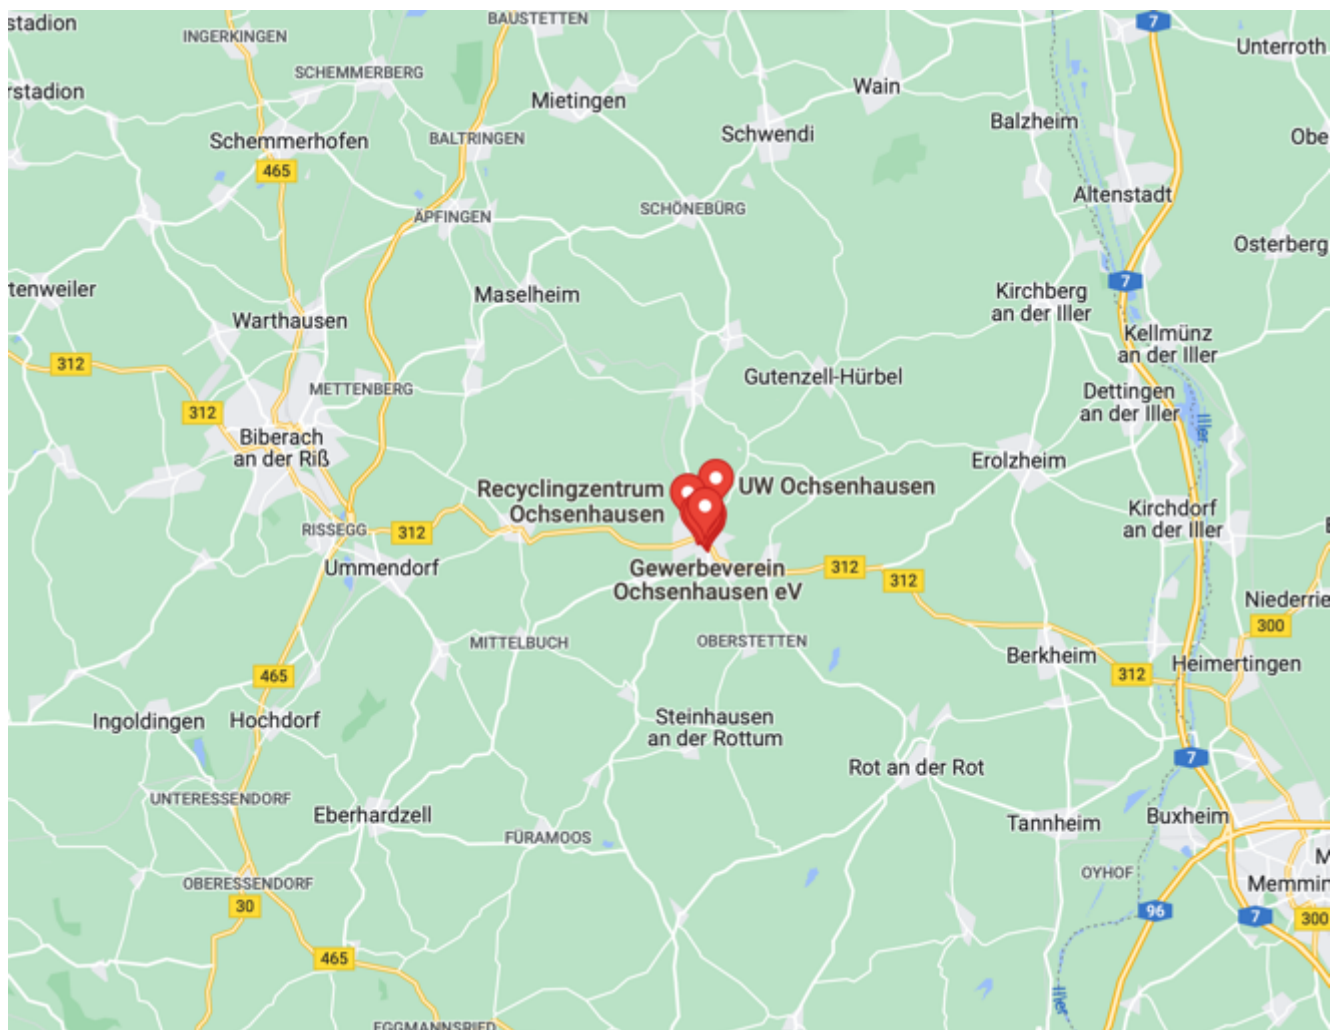 stadion
INGERKINGEN
BAUSTETTEN
7
Unterroth
SCHEMMERBERG
rstadion
Mietingen
Wain
Balzheim
Schwendi
Schemmerhofen
BALTRINGEN
Obe
465
Altenstadt
ÄPFINGEN
SCHÖNEBÜRG
Osterberg
tenweiler
Maselheim
7
Kirchberg
an der Iller
Warthausen
Kellmünz
an der Iller
312
METTENBERG
Gutenzell-Hürbel
Dettingen
an der Iller
312
Iller
Biberach
an der Riß
Erolzheim
Recyclingzentrum
Ochsenhausen
UW Ochsenhausen
Kirchdorf
an der Iller
RISSEGG
312
E
Ummendorf
Gewerbeverein
Ochsenhausen eV
312
312
Niederrie
300
MITTELBUCH
OBERSTETTEN
Berkheim
Heimertingen
465
312
Ingoldingen
Hochdorf
Steinhausen
an der Rottum
7
Rot an der Rot
UNTERESSENDORF
Eberhardzell
FÜRAMOOS
Tannheim
Buxheim
M
OBERESSENDORF
OYHOF
Memmin
30
96
7
300
465
Iller
EGGMANNSRIED